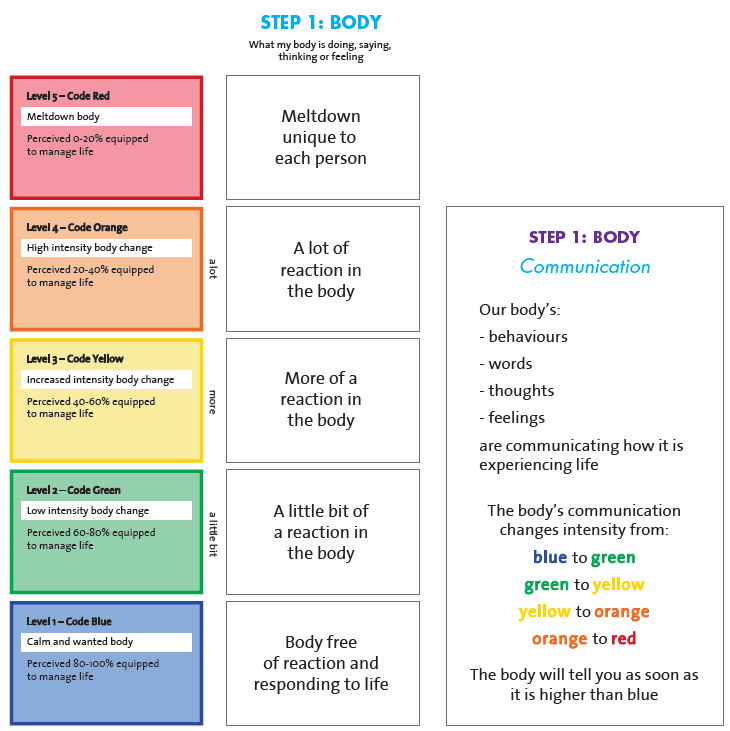 STEP 1: BODY
What my body is doing, saying,
thinking or feeling
Level 5 – Code Red
Meltdown body
Perceived 0-20% equipped
to manage life
Meltdown
unique to
each person
Level 4 – Code Orange
High intensity body change
Perceived 20-40% equipped
to manage life
a lot
A lot of
reaction in
the body
Level 3 – Code Yellow
Increased intensity body change
Perceived 40-60% equipped
to manage life
more
More of a
reaction in
the body
Level 2 – Code Green
Low intensity body change
Perceived 60-80% equipped
to manage life
a little bit
A little bit of
a reaction in
the body
Level 1 – Code Blue
Calm and wanted body
Perceived 80-100% equipped
to manage life
Body free
of reaction and
responding to life
STEP 1: BODY
Communication
Our body's:
- behaviours
- words
- thoughts
- feelings
are communicating how it is
experiencing life
The body's communication
changes intensity from:
blue to green
green to yellow
yellow to orange
orange to red
The body will tell you as soon as
it is higher than blue